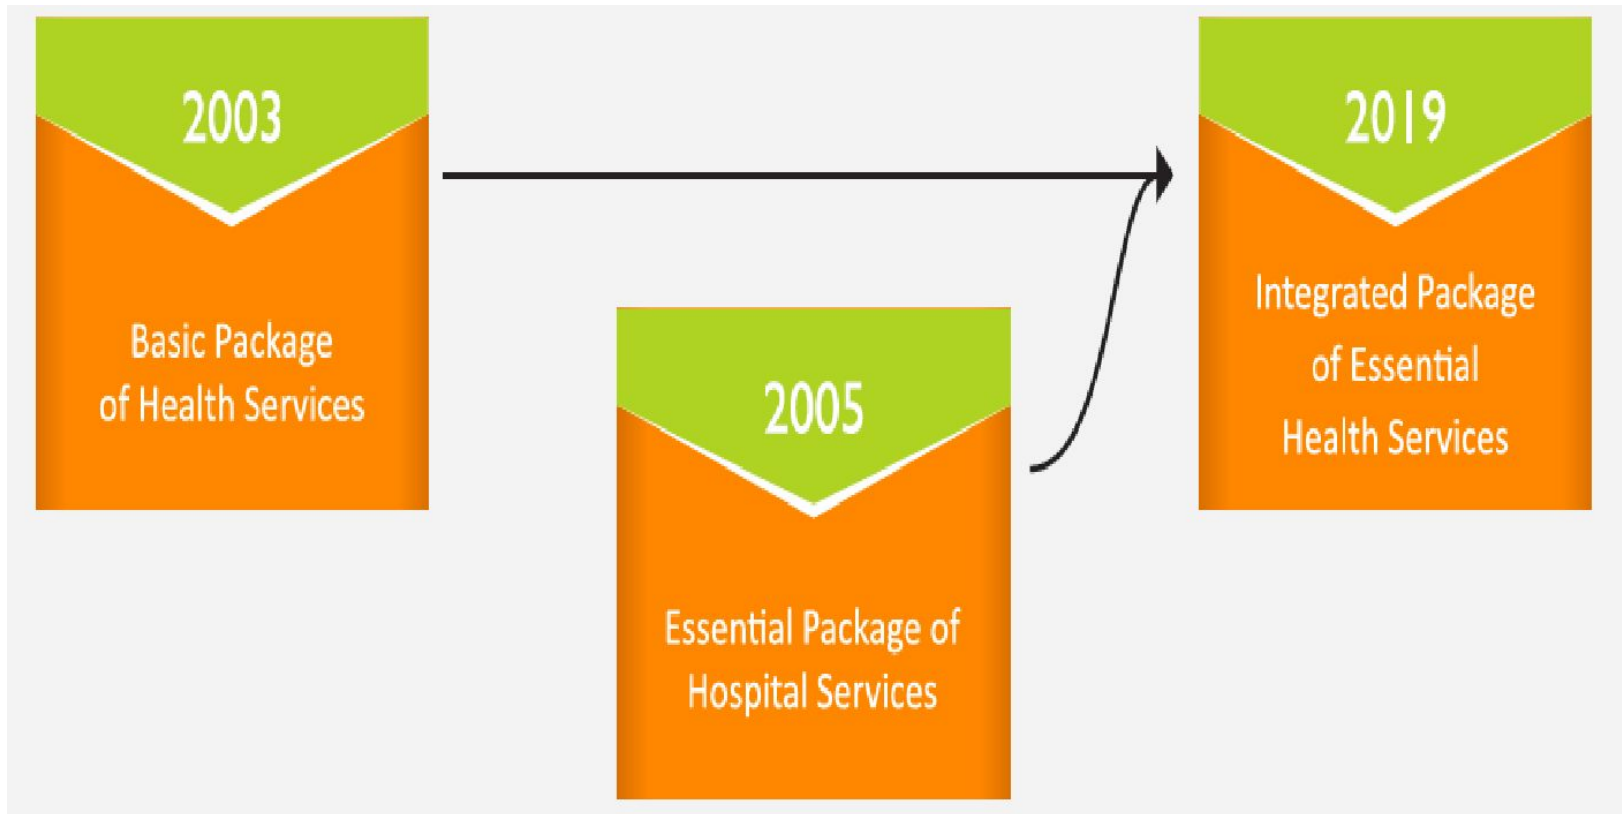 2003
Basic Package
of Health Services
2005
Essential Package of
Hospital Services
2019
Integrated Package
of Essential
Health Services